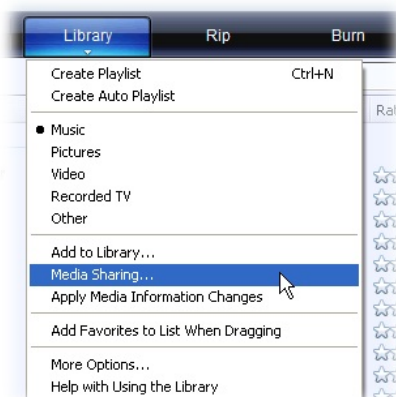 Library Rip Burn
Create Playlist Ctrl+N
Create Auto Playlist
Music
Pictures
Video
Recorded TV
Other
Add to Library...
Media Sharing...
Apply Media Information Changes
Add Favorites to List When Dragging
More Options...
Help with Using the Library